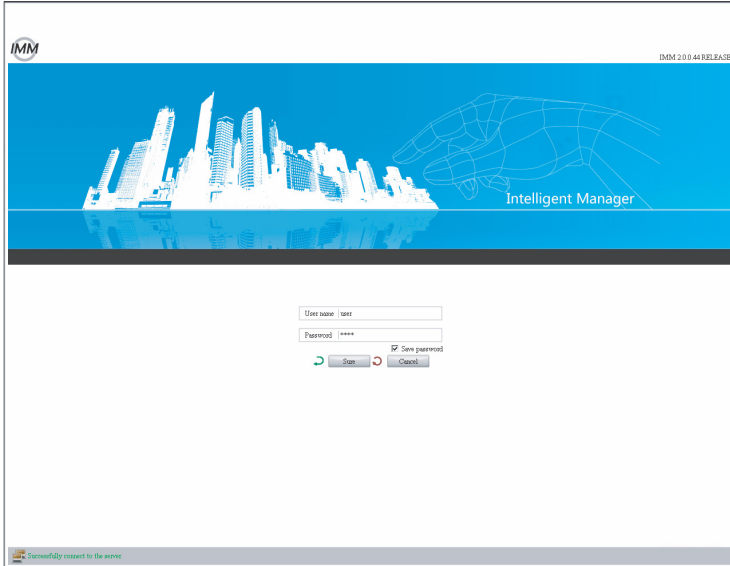 IMM
IMM 2.0.0.44 RELEASE
Intelligent Manager
User name user
Password ****
Save password
Sure Cancel
Successfully connect to the server.